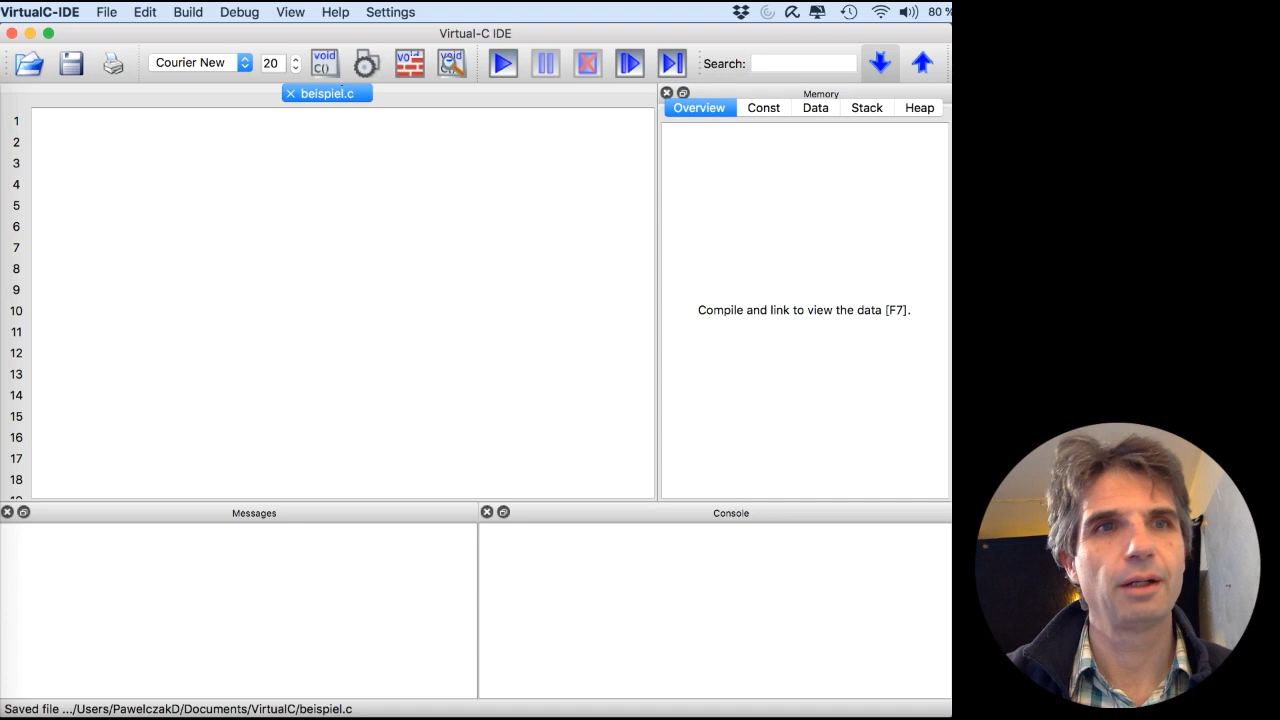 VirtualC-IDE File Edit Build Debug View Help Settings 80 %
Virtual-C IDE
Courier New 20 void C() void Search:
beispiel.c
Memory
Overview Const Data Stack Heap
1
2
3
4
5
6
7
8
9
10
11
12
13
14
15
16
17
18
Compile and link to view the data [F7].
Messages Console
Saved file .../Users/PawelczakD/Documents/VirtualC/beispiel.c